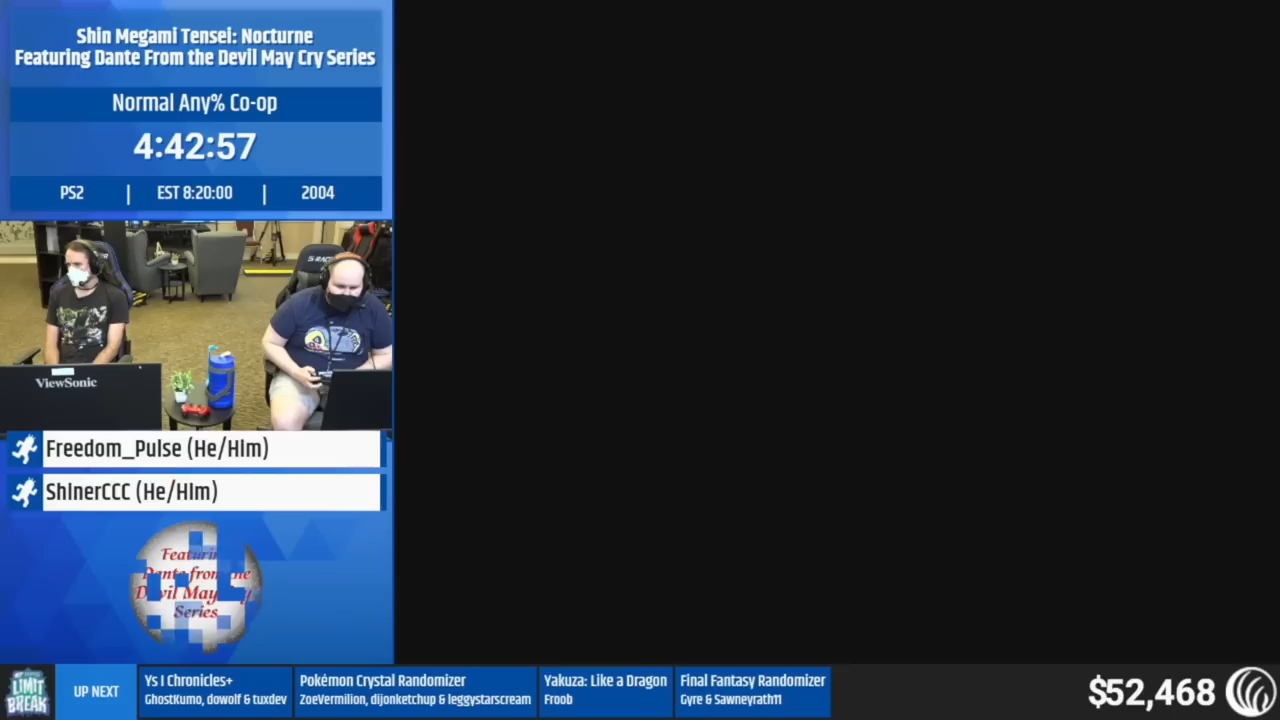 Shin Megami Tensei: Nocturne
Featuring Dante From the Devil May Cry Series
Normal Any% Co-op
4:42:57
PS2 | EST 8:20:00 | 2004
ViewSonic
Freedom_Pulse (He/Him)
ShinerCCC (He/Him)
Dante from
Devil May
Series
LIMIT
BREAK
UP NEXT
Ys I Chronicles+
GhostKumo, dowolf & tuxdev
Pokémon Crystal Randomizer
ZoeVermilion, dijonketchup & leggystarscream
Yakuza: Like a Dragon
Froob
Final Fantasy Randomizer
Gyre & Sawneyrath11
$52,468